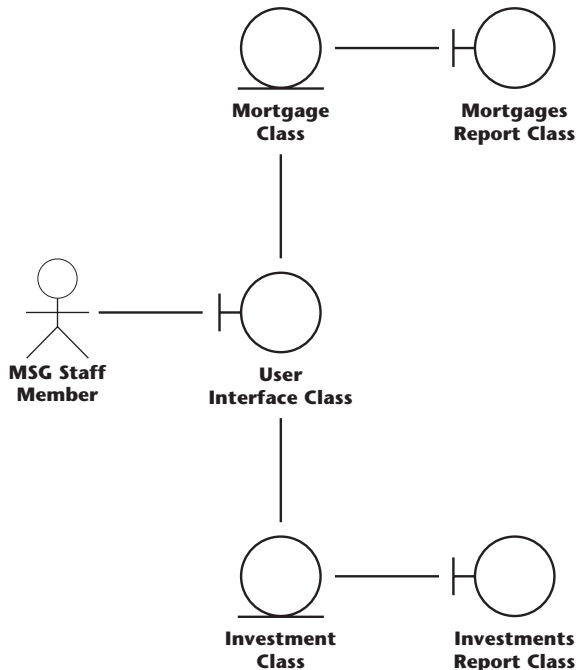 Mortgage
Class
Mortgages
Report Class
MSG Staff
Member
User
Interface Class
Investment
Class
Investments
Report Class